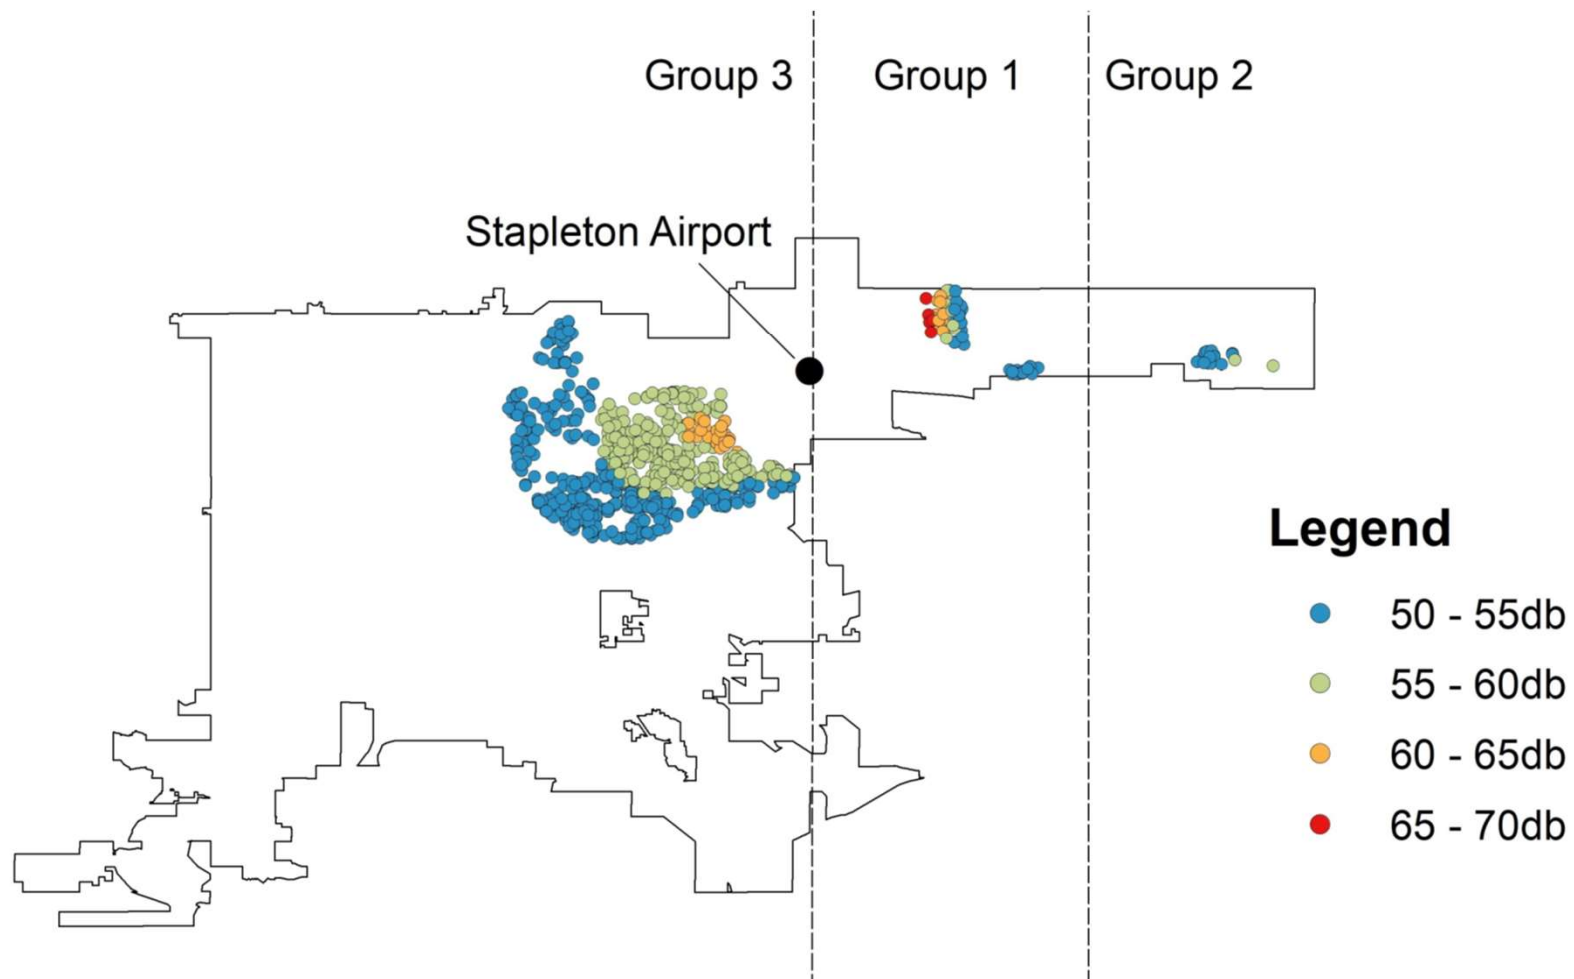 Group 3
Group 1
Group 2
Stapleton Airport
Legend
50 - 55db
55 - 60db
60 - 65db
65 - 70db